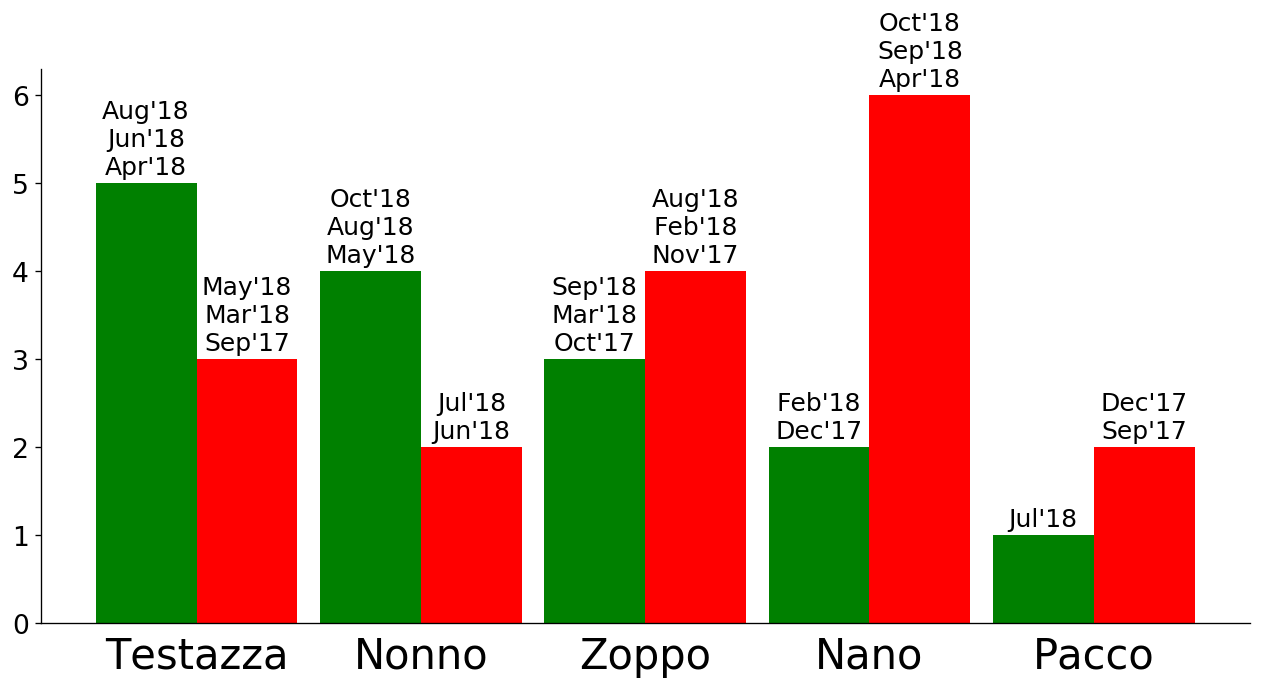 Oct'18
Sep'18
Apr'18
Aug'18
Jun'18
Apr'18
Oct'18
Aug'18
May'18
Aug'18
Feb'18
Nov'17
May'18
Mar'18
Sep'17
Sep'18
Mar'18
Oct'17
Jul'18
Jun'18
Feb'18
Dec'17
Dec'17
Sep'17
Jul'18
6
5
4
3
2
1
0
Testazza
Nonno
Zoppo
Nano
Pacco